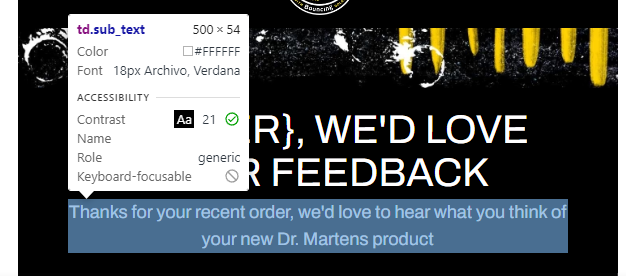 BOUNCING
td.sub_text 500 × 54
Color #FFFFFF
Font 18px Archivo, Verdana
ACCESSIBILITY
Contrast Aa 21
Name
Role generic
Keyboard-focusable
ER}, WE'D LOVE
R FEEDBACK
Thanks for your recent order, we'd love to hear what you think of
your new Dr. Martens product